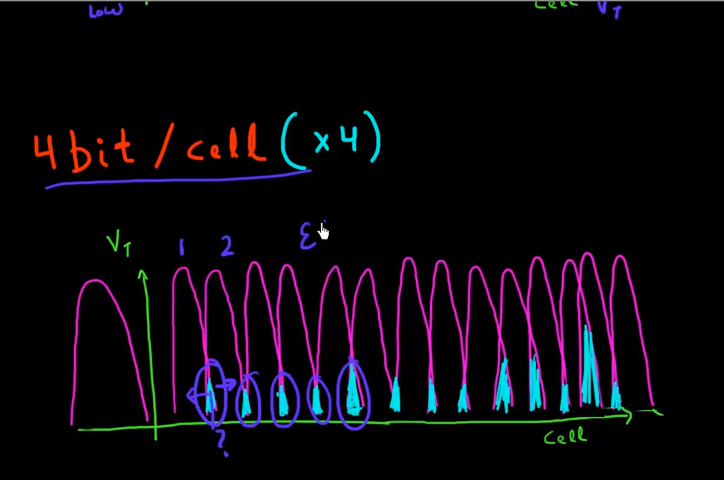 Low
Cell VT
4 bit / cell (x4)
VT 1 2 ε
?
Cell